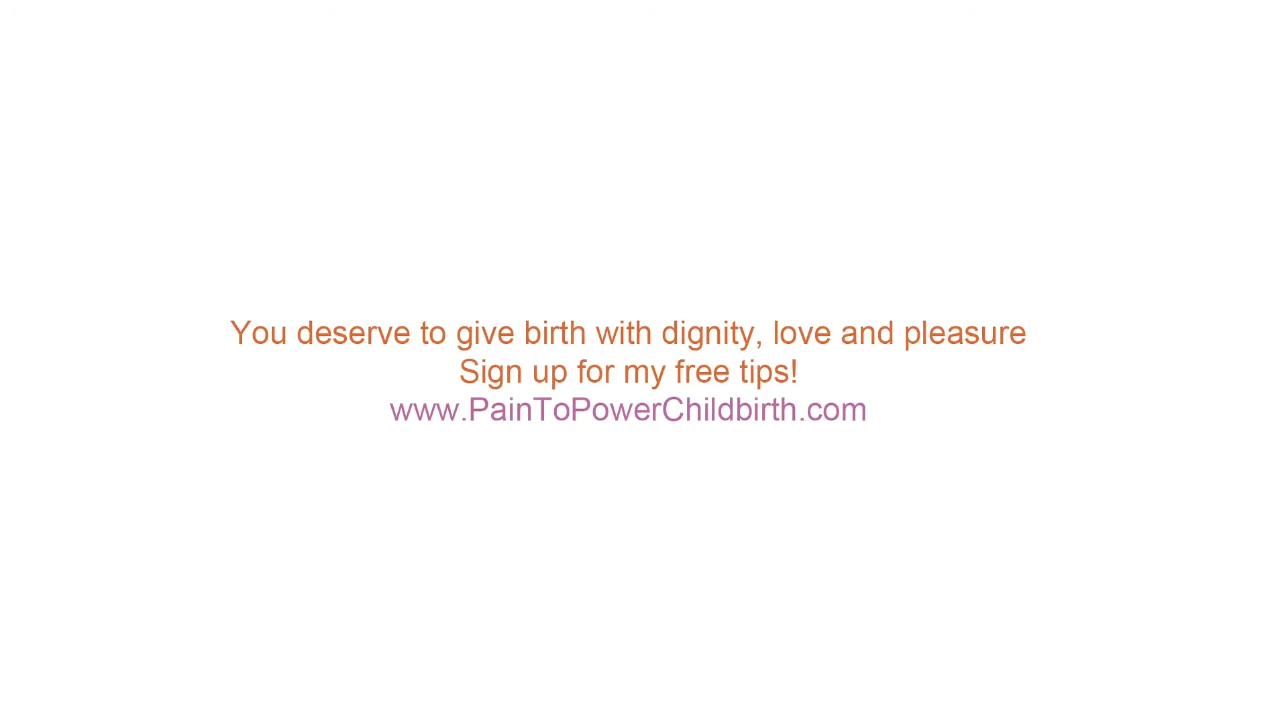 You deserve to give birth with dignity, love and pleasure
Sign up for my free tips!
www.PainToPowerChildbirth.com